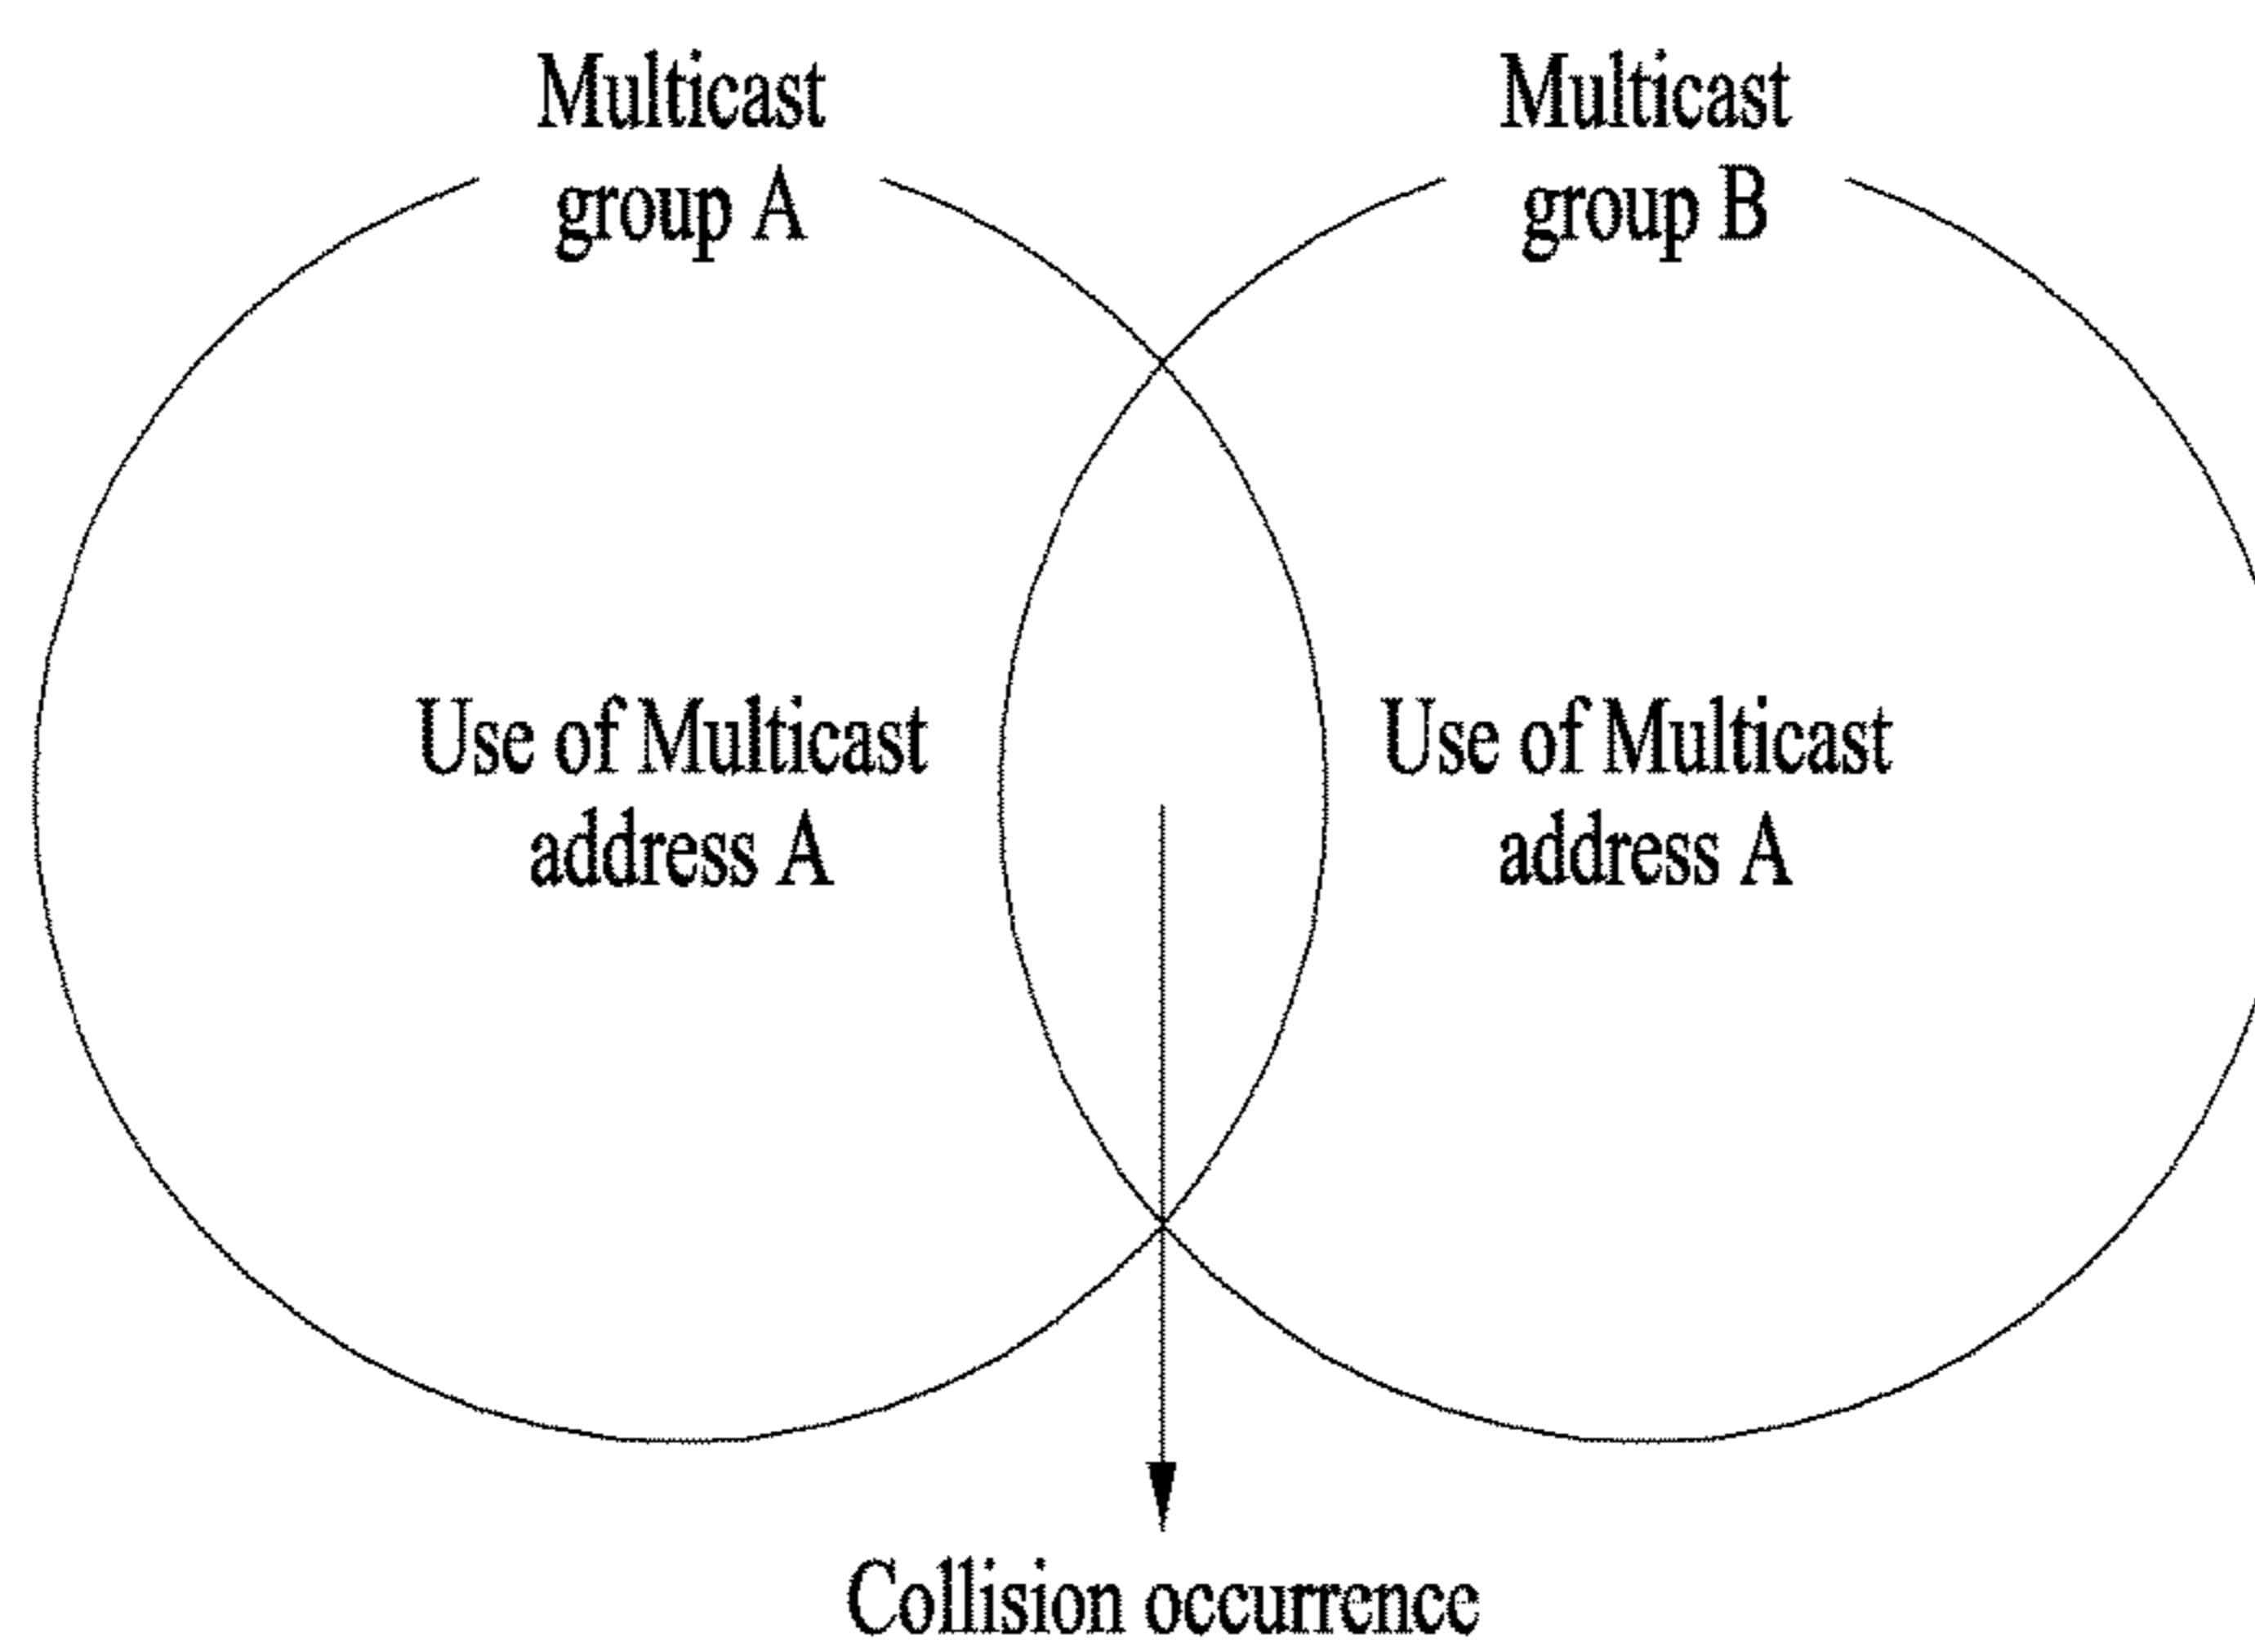 Multicast
group A
Multicast
group B
Use of Multicast
address A
Use of Multicast
address A
Collision occurrence